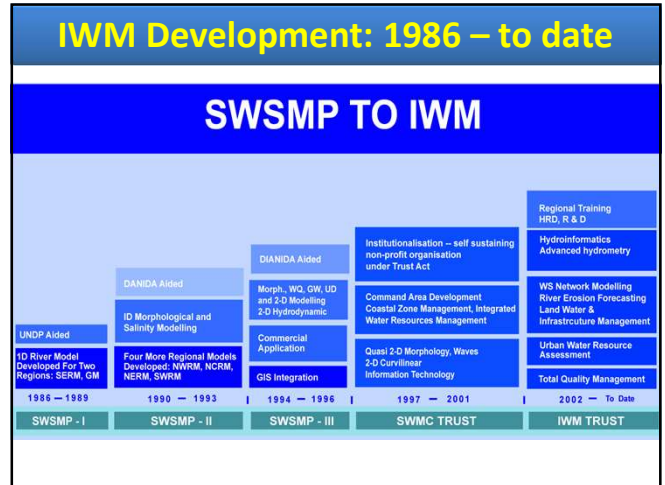 IWM Development: 1986 – to date
SWSMP TO IWM
UNDP Aided
1D River Model
Developed For Two
Regions: SERM, GM
1986 — 1989
SWSMP - I
DANIDA Aided
ID Morphological and
Salinity Modelling
Four More Regional Models
Developed: NWRM, NCRM,
NERM, SWRM
1990 — 1993
SWSMP - II
DIANIDA Aided
Morph., WQ, GW, UD
and 2-D Modelling
2-D Hydrodynamic
Commercial
Application
GIS Integration
1994 — 1996
SWSMP - III
Institutionalisation -- self sustaining
non-profit organisation
under Trust Act
Command Area Development
Coastal Zone Management, Integrated
Water Resources Management
Quasi 2-D Morphology, Waves
2-D Curvilinear
Information Technology
1997 — 2001
SWMC TRUST
Regional Training
HRD, R & D
Hydroinformatics
Advanced hydrometry
WS Network Modelling
River Erosion Forecasting
Land Water &
Infrastrcuture Management
Urban Water Resource
Assessment
Total Quality Management
2002 — To Date
IWM TRUST